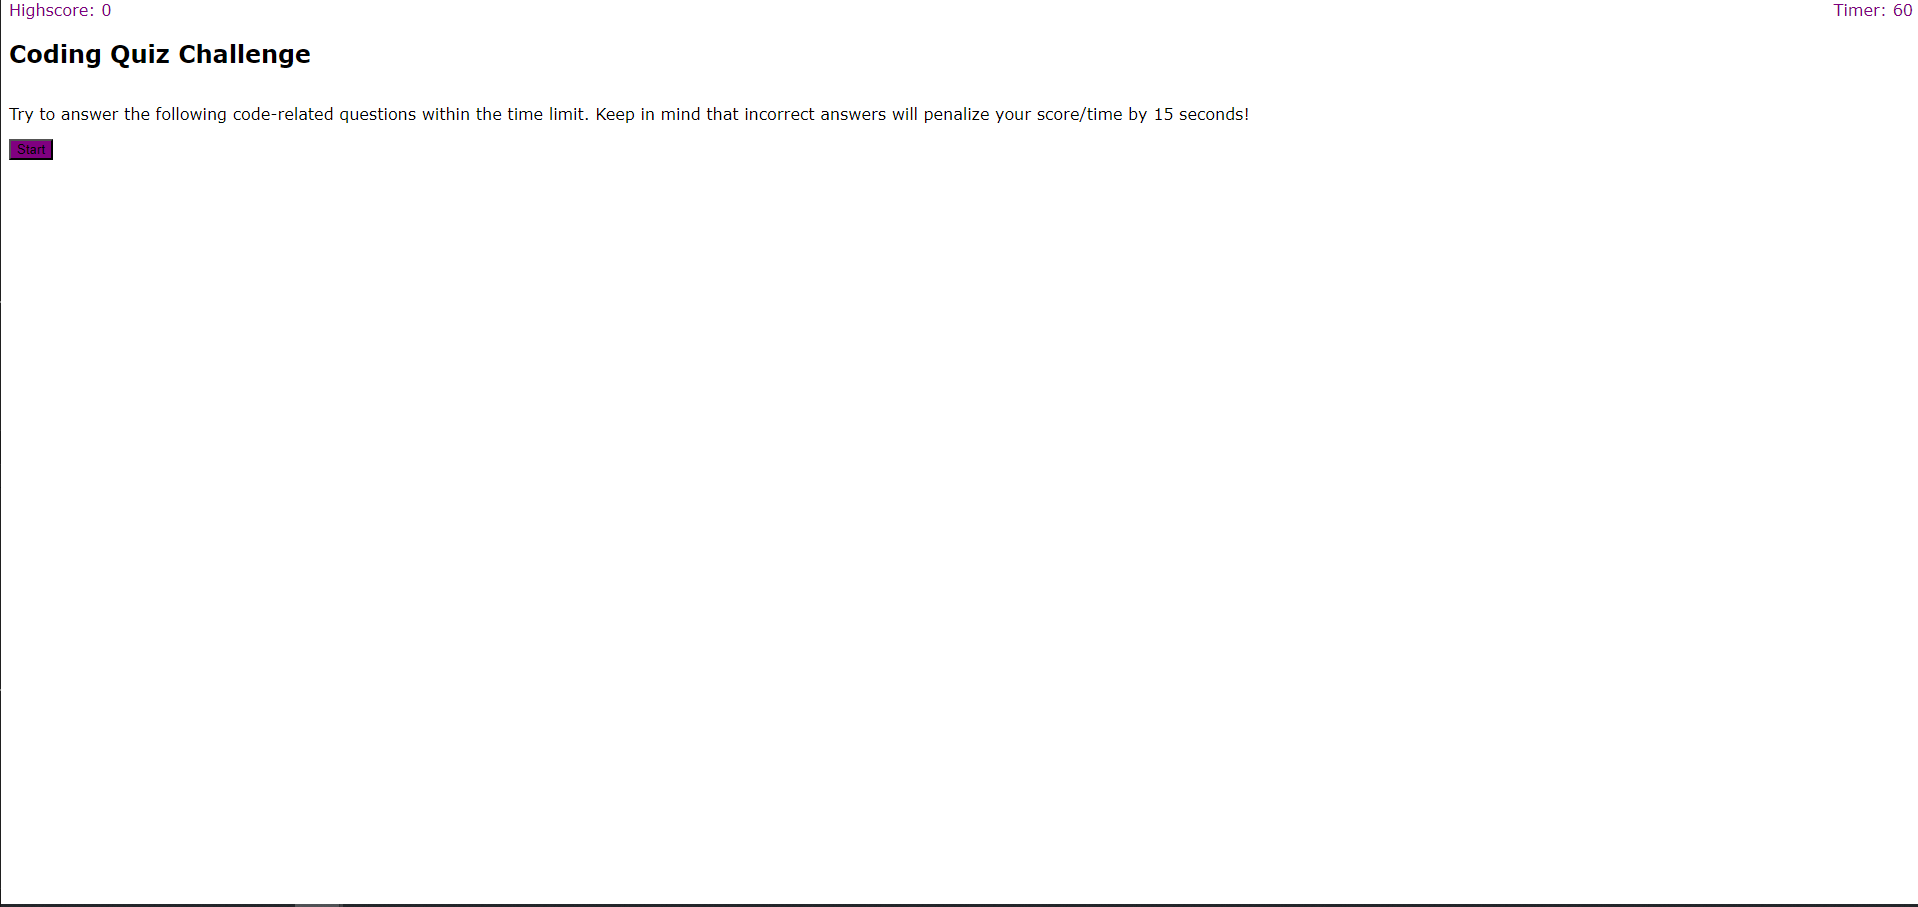 Highscore: 0
Timer: 60
Coding Quiz Challenge
Try to answer the following code-related questions within the time limit. Keep in mind that incorrect answers will penalize your score/time by 15 seconds!
Start